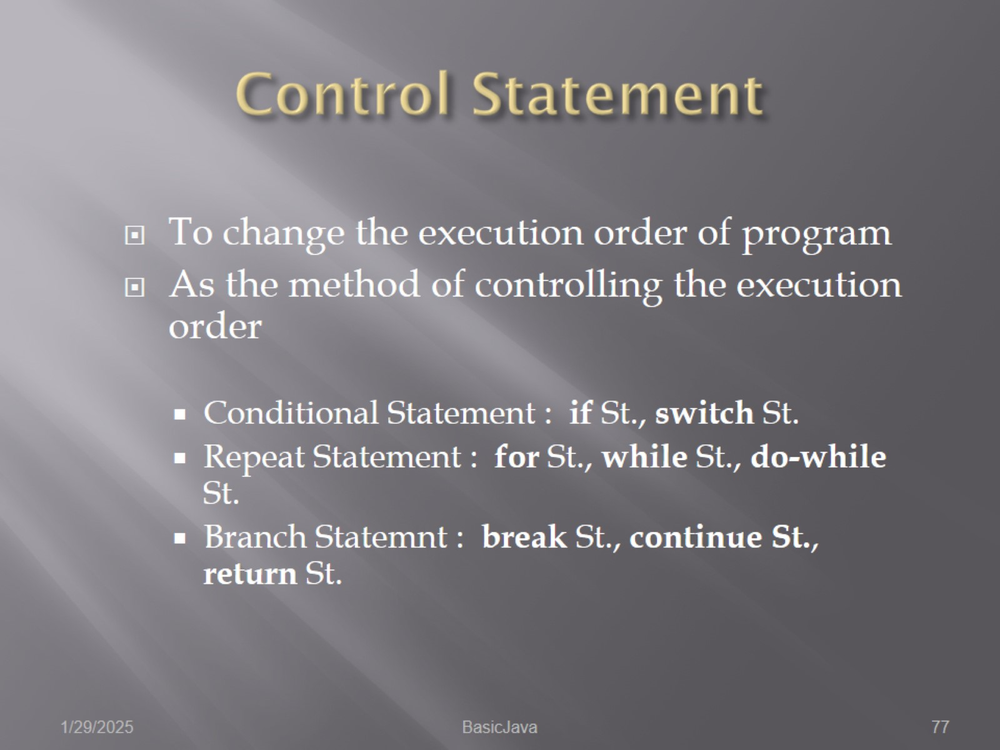 Control Statement
To change the execution order of program
As the method of controlling the execution
order
Conditional Statement : if St., switch St.
Repeat Statement : for St., while St., do-while
St.
Branch Statemnt : break St., continue St.,
return St.
1/29/2025 BasicJava 77